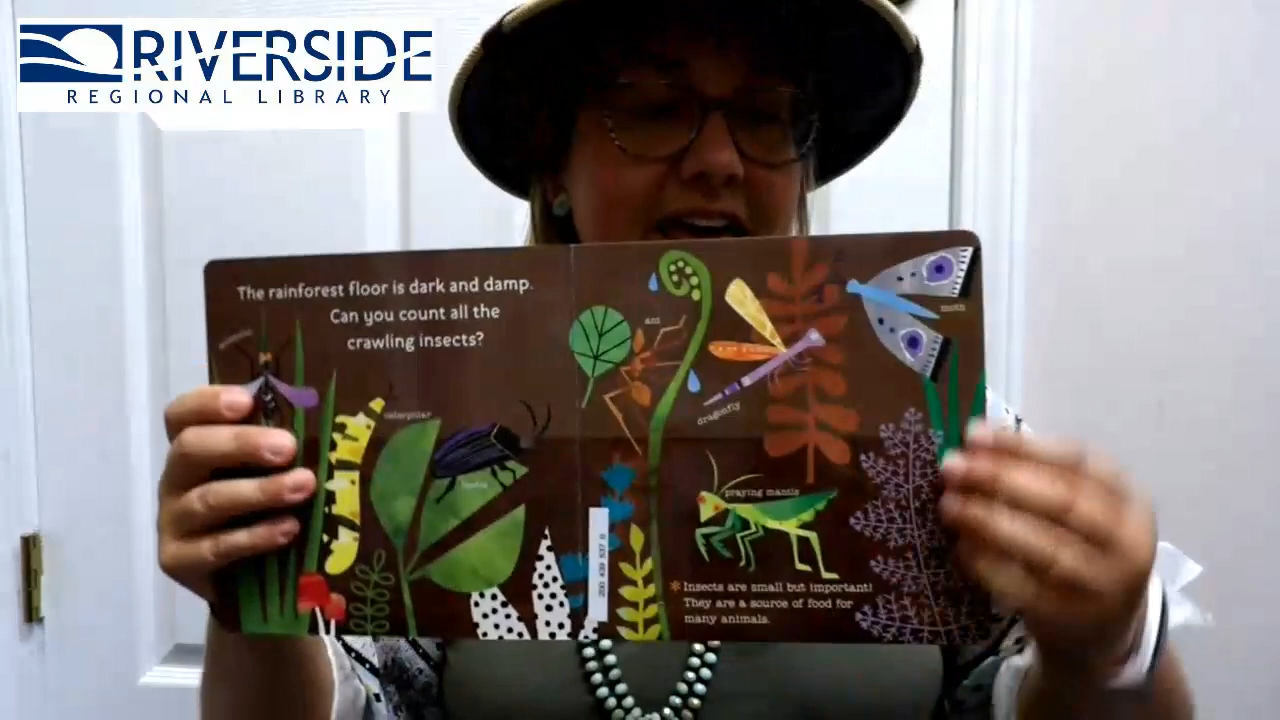 RIVERSIDE
REGIONAL LIBRARY
The rainforest floor is dark and damp.
Can you count all the
crawling insects?
caterpillar
beetle
ant
dragonfly
moth
praying mantis
* Insects are small but important!
They are a source of food for
many animals.